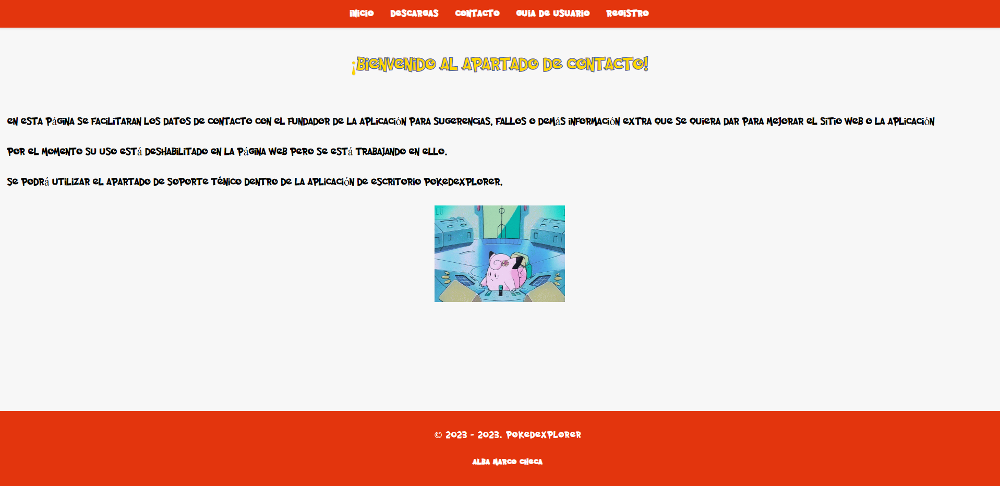 Inicio Descargas Contacto Guia de usuario Registro
¡Bienvenido al apartado de contacto!
En esta página se facilitaran los datos de contacto con el fundador de la aplicación para sugerencias, fallos o demás información extra que se quiera dar para mejorar el sitio web o la aplicación
Por el momento su uso está deshabilitado en la página web pero se está trabajando en ello.
Se podrá utilizar el apartado de soporte ténico dentro de la aplicación de escritorio PokedexPlorer.
© 2023 - 2023. PokedexPlorer
Alba Marco Checa